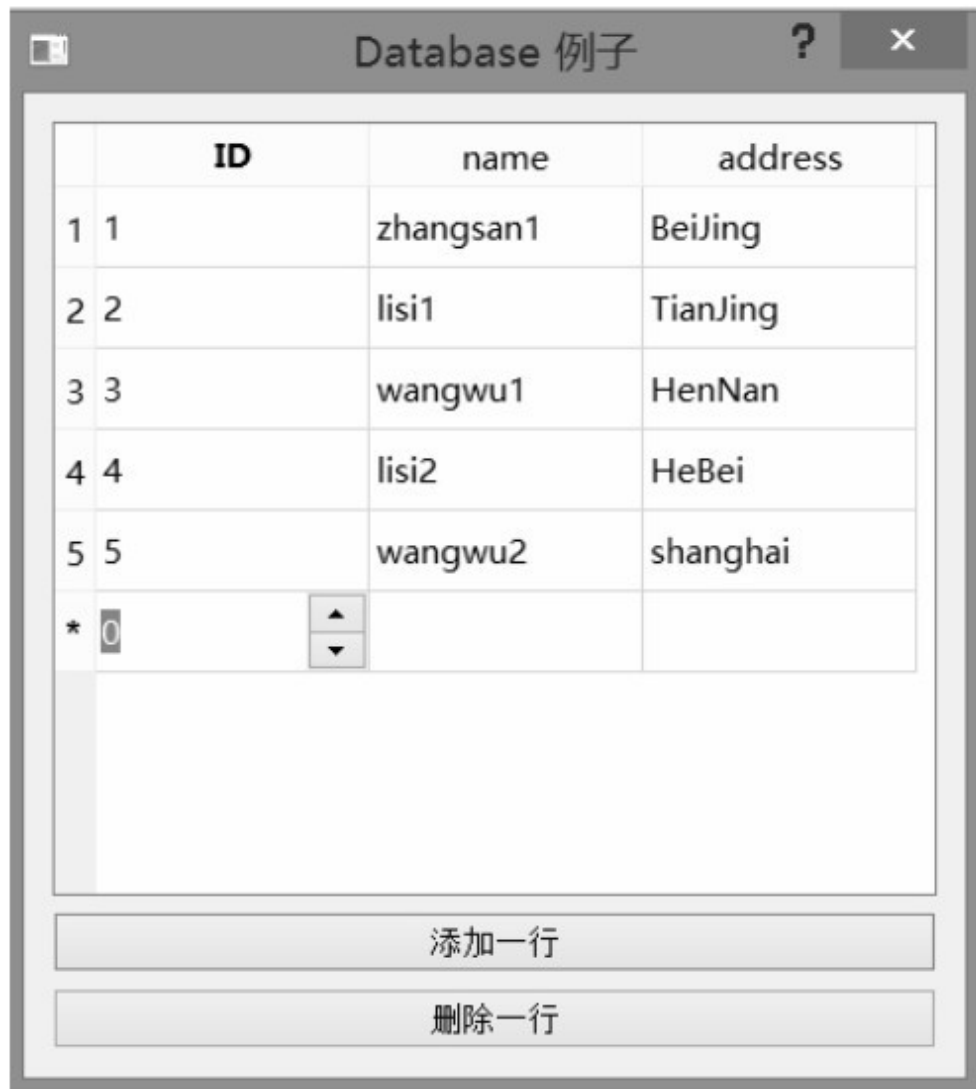 Database 例子 ? ×
ID name address
1 1 zhangsan1 BeiJing
2 2 lisi1 TianJing
3 3 wangwu1 HenNan
4 4 lisi2 HeBei
5 5 wangwu2 shanghai
* 0
添加一行
删除一行